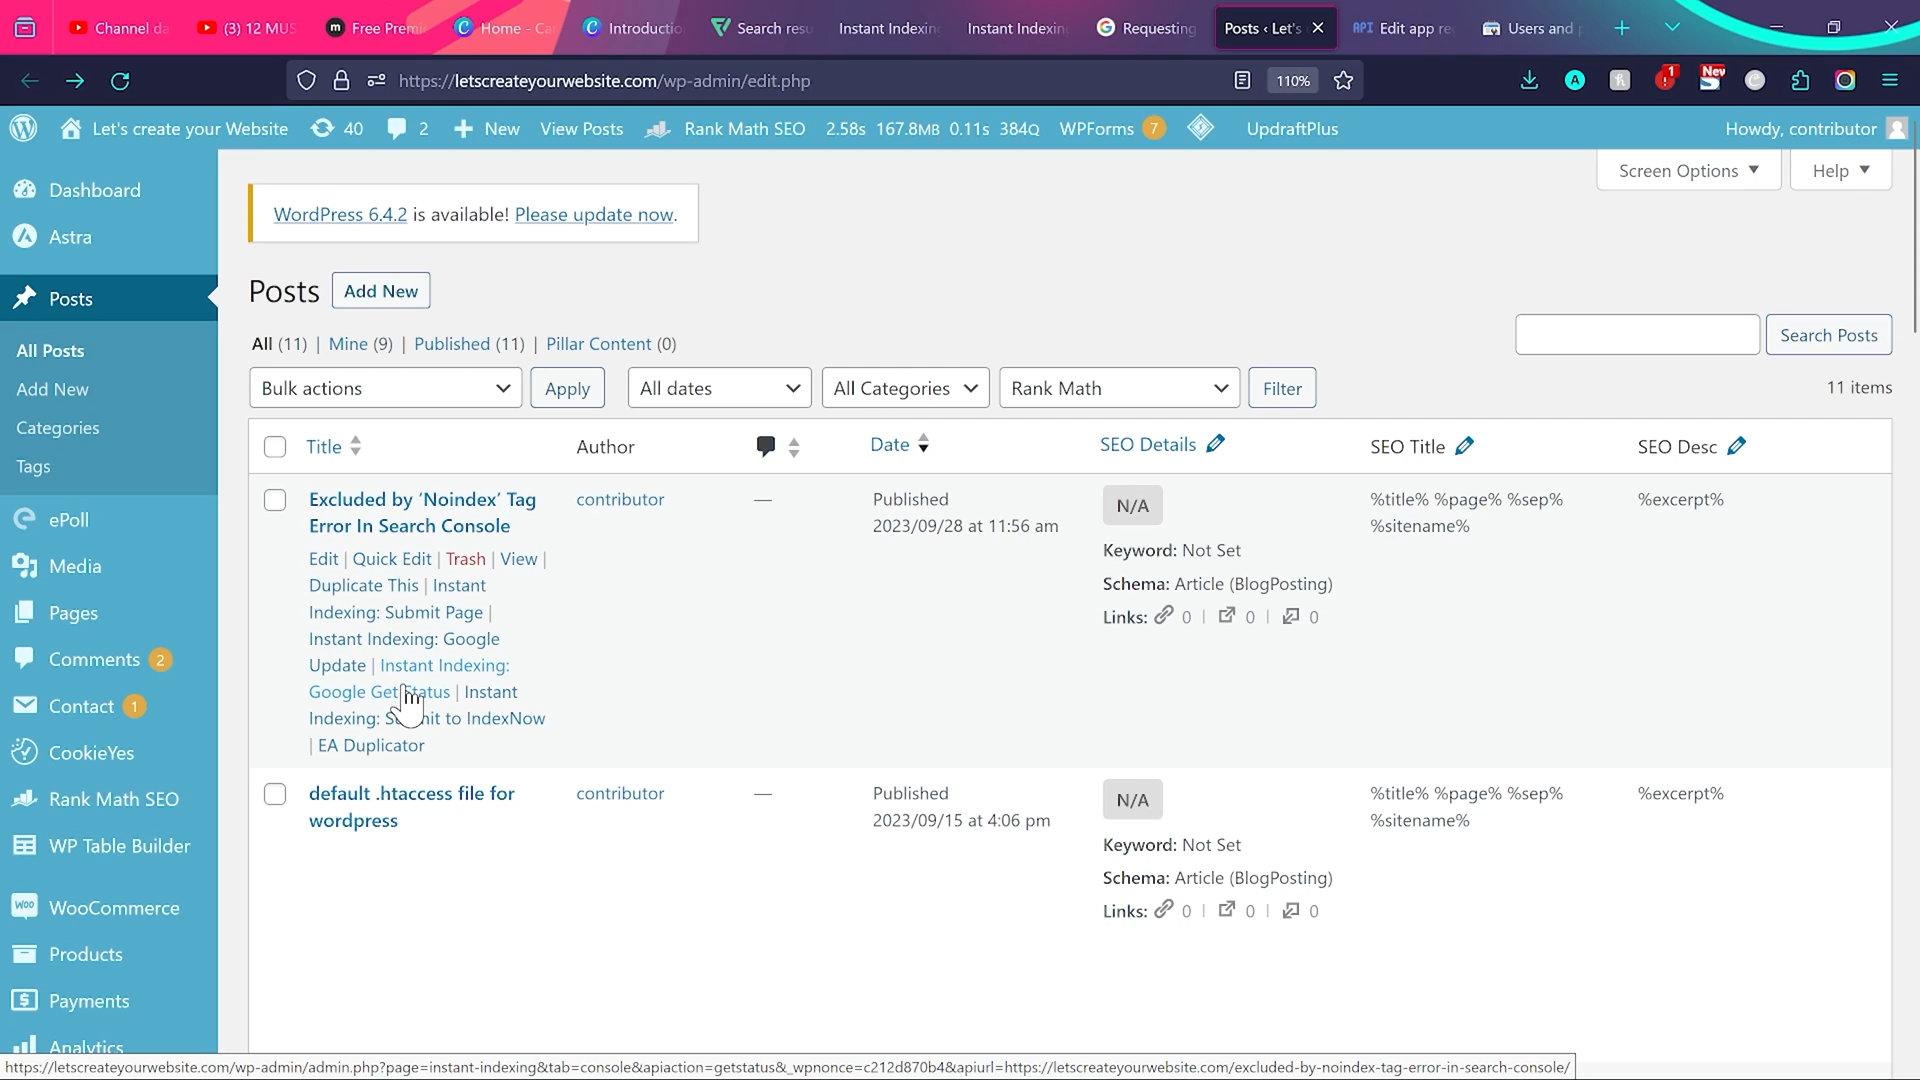 Channel da
(3) 12 MUS
Free Premi
Home - Ca
Introductio
Search resu
Instant Indexing
Instant Indexing
Requesting
Posts ‹ Let's
API Edit app re
Users and p
https://letscreateyourwebsite.com/wp-admin/edit.php
110%
1
New
Let's create your Website 40 2 New View Posts Rank Math SEO 2.58s 167.8MB 0.11s 384Q WPForms 7 UpdraftPlus Howdy, contributor
Screen Options Help
Dashboard
Astra
Posts
All Posts
Add New
Categories
Tags
ePoll
Media
Pages
Comments 2
Contact 1
CookieYes
Rank Math SEO
WP Table Builder
WooCommerce
Products
Payments
Analytics
WordPress 6.4.2 is available! Please update now.
Posts Add New
All (11) | Mine (9) | Published (11) | Pillar Content (0)
Search Posts
Bulk actions Apply All dates All Categories Rank Math Filter 11 items
Title Author Date SEO Details SEO Title SEO Desc
Excluded by ‘Noindex’ Tag
Error In Search Console
Edit | Quick Edit | Trash | View |
Duplicate This | Instant
Indexing: Submit Page |
Instant Indexing: Google
Update | Instant Indexing:
Google Get Status | Instant
Indexing: Submit to IndexNow
| EA Duplicator
contributor
—
Published
2023/09/28 at 11:56 am
N/A
Keyword: Not Set
Schema: Article (BlogPosting)
Links: 0 | 0 | 0
%title% %page% %sep%
%sitename%
%excerpt%
default .htaccess file for
wordpress
contributor
—
Published
2023/09/15 at 4:06 pm
N/A
Keyword: Not Set
Schema: Article (BlogPosting)
Links: 0 | 0 | 0
%title% %page% %sep%
%sitename%
%excerpt%
https://letscreateyourwebsite.com/wp-admin/admin.php?page=instant-indexing&tab=console&apiaction=getstatus&_wpnonce=c212d870b4&apiurl=https://letscreateyourwebsite.com/excluded-by-noindex-tag-error-in-search-console/